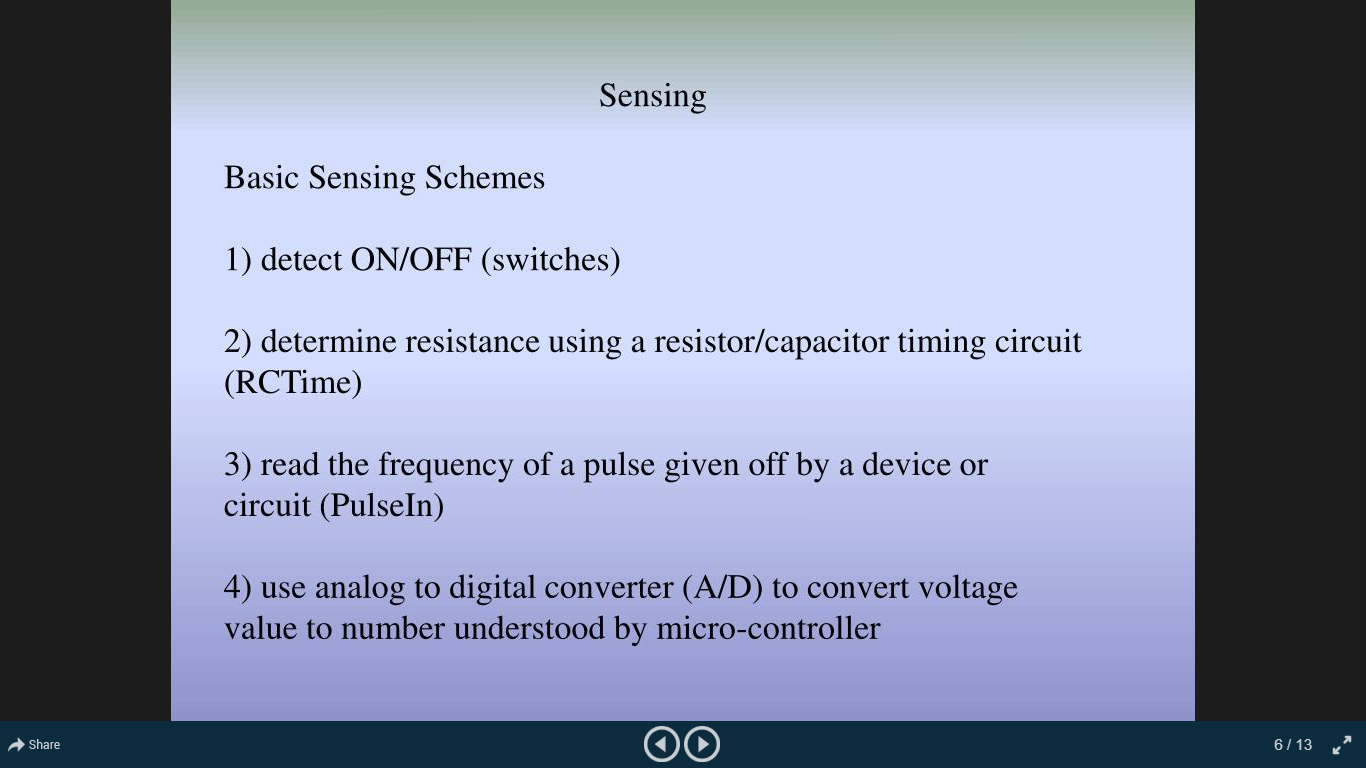 Sensing
Basic Sensing Schemes
1) detect ON/OFF (switches)
2) determine resistance using a resistor/capacitor timing circuit
(RCTime)
3) read the frequency of a pulse given off by a device or
circuit (PulseIn)
4) use analog to digital converter (A/D) to convert voltage
value to number understood by micro-controller
Share
6 / 13